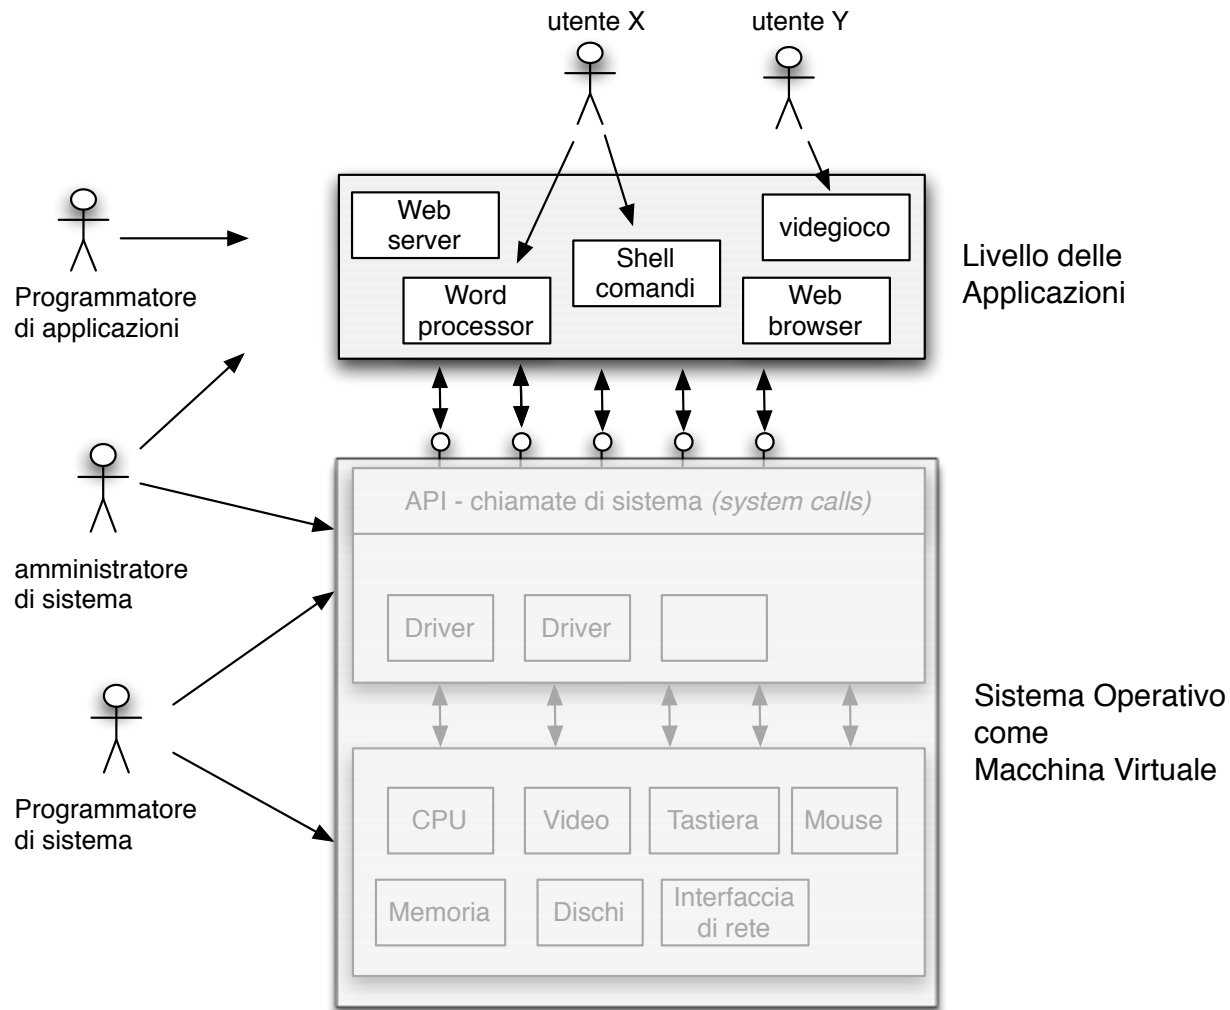 utente X
utente Y
Web
server
videgioco
Shell
comandi
Word
processor
Web
browser
Livello delle
Applicazioni
Programmatore
di applicazioni
API - chiamate di sistema (system calls)
amministratore
di sistema
Driver
Driver
Sistema Operativo
come
Macchina Virtuale
Programmatore
di sistema
CPU
Video
Tastiera
Mouse
Memoria
Dischi
Interfaccia
di rete